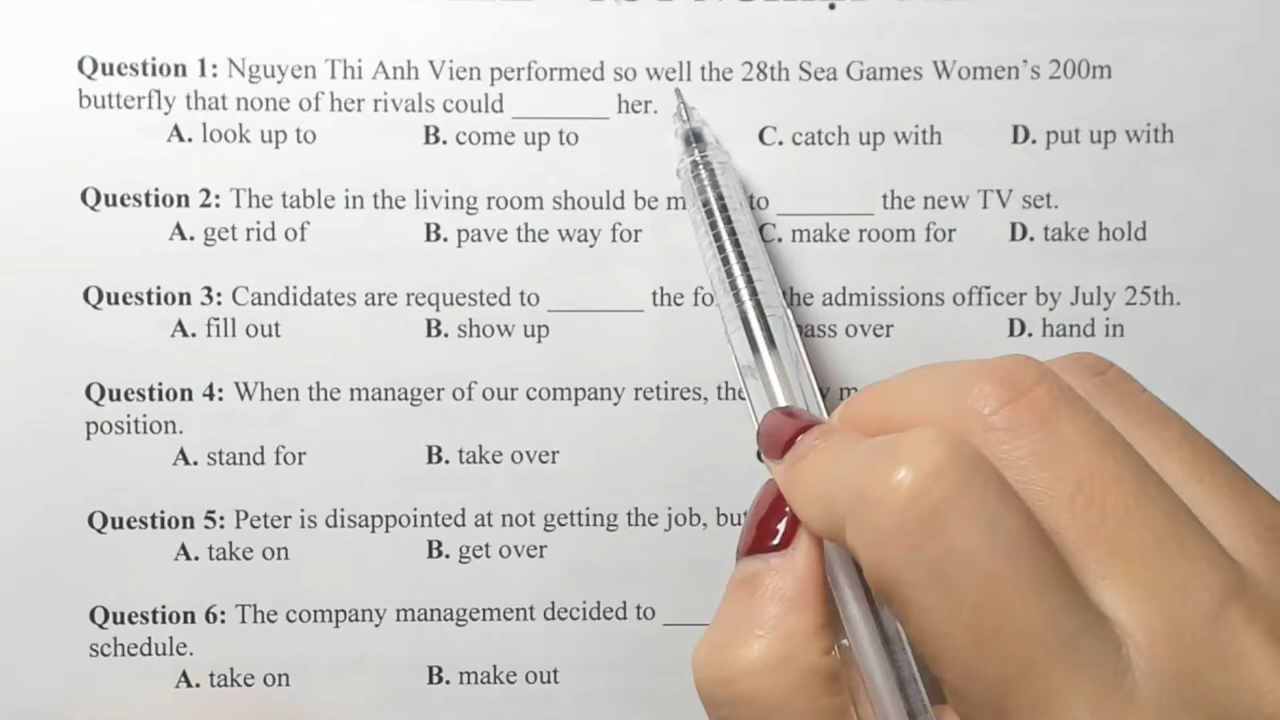 Question 1: Nguyen Thi Anh Vien performed so well the 28th Sea Games Women's 200m
butterfly that none of her rivals could _______ her.
A. look up to B. come up to C. catch up with D. put up with
Question 2: The table in the living room should be to _______ the new TV set.
A. get rid of B. pave the way for C. make room for D. take hold
Question 3: Candidates are requested to _______ the admissions officer by July 25th.
A. fill out B. show up over D. hand in
Question 4: When the manager of our company retires,
position.
A. stand for B. take over
Question 5: Peter is disappointed at not getting the job,
A. take on B. get over
Question 6: The company management decided to ____
schedule.
A. take on B. make out